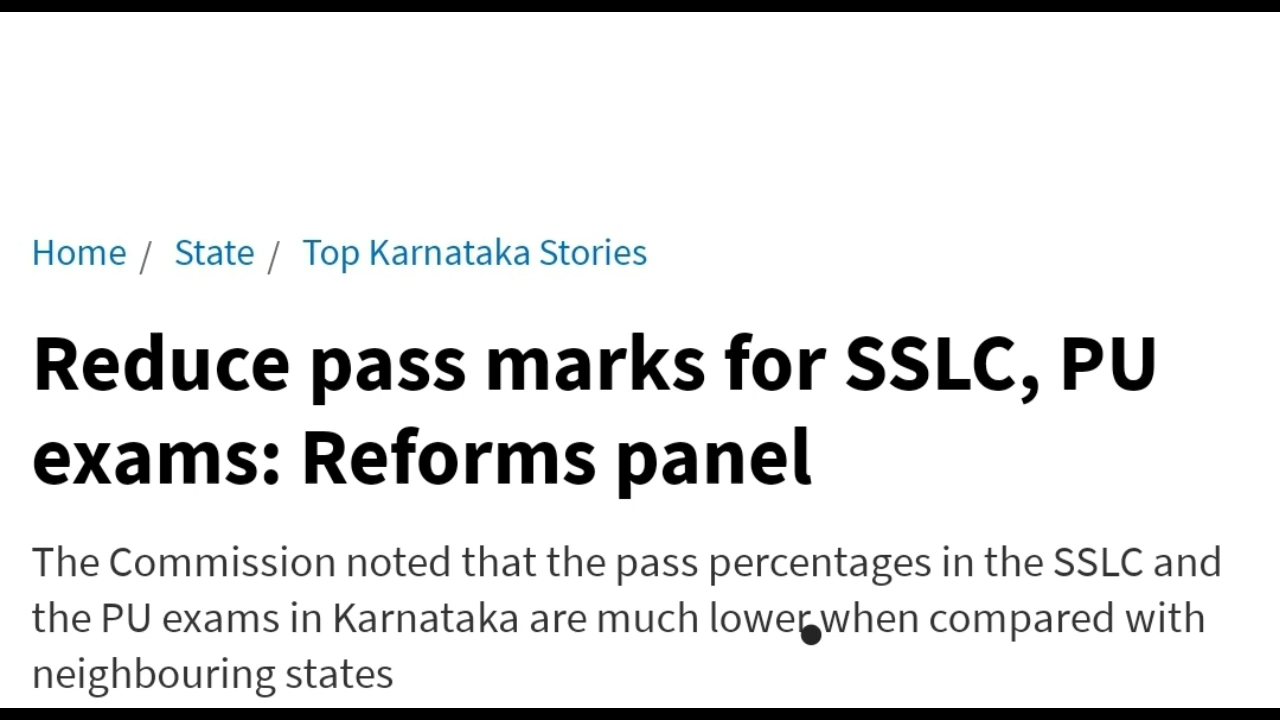 Home / State / Top Karnataka Stories
Reduce pass marks for SSLC, PU
exams: Reforms panel
The Commission noted that the pass percentages in the SSLC and
the PU exams in Karnataka are much lower when compared with
neighbouring states